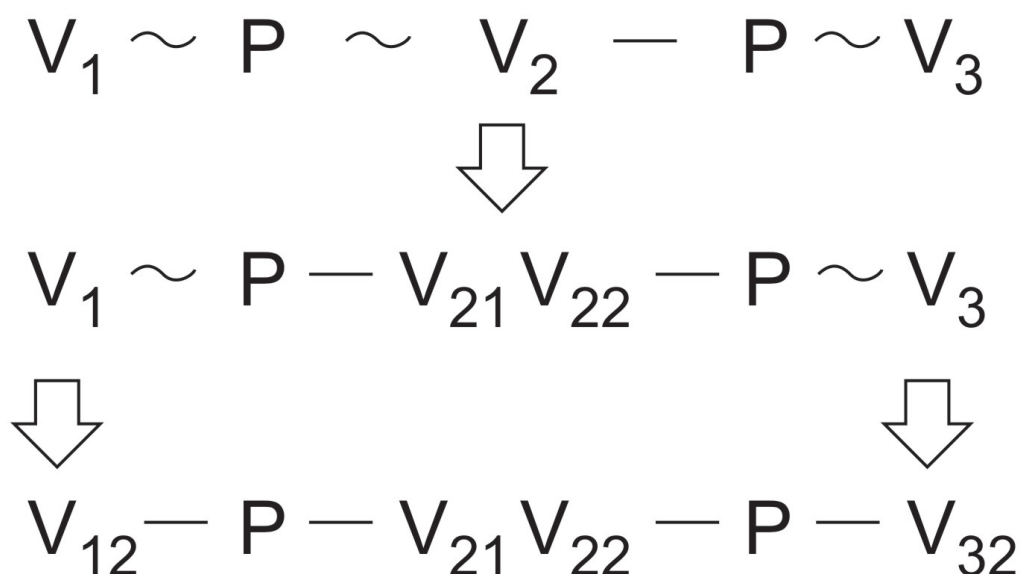 V₁ ~ P ~ V₂ — P ~ V₃
V₁ ~ P — V₂₁ V₂₂ — P ~ V₃
V₁₂ — P — V₂₁ V₂₂ — P — V₃₂